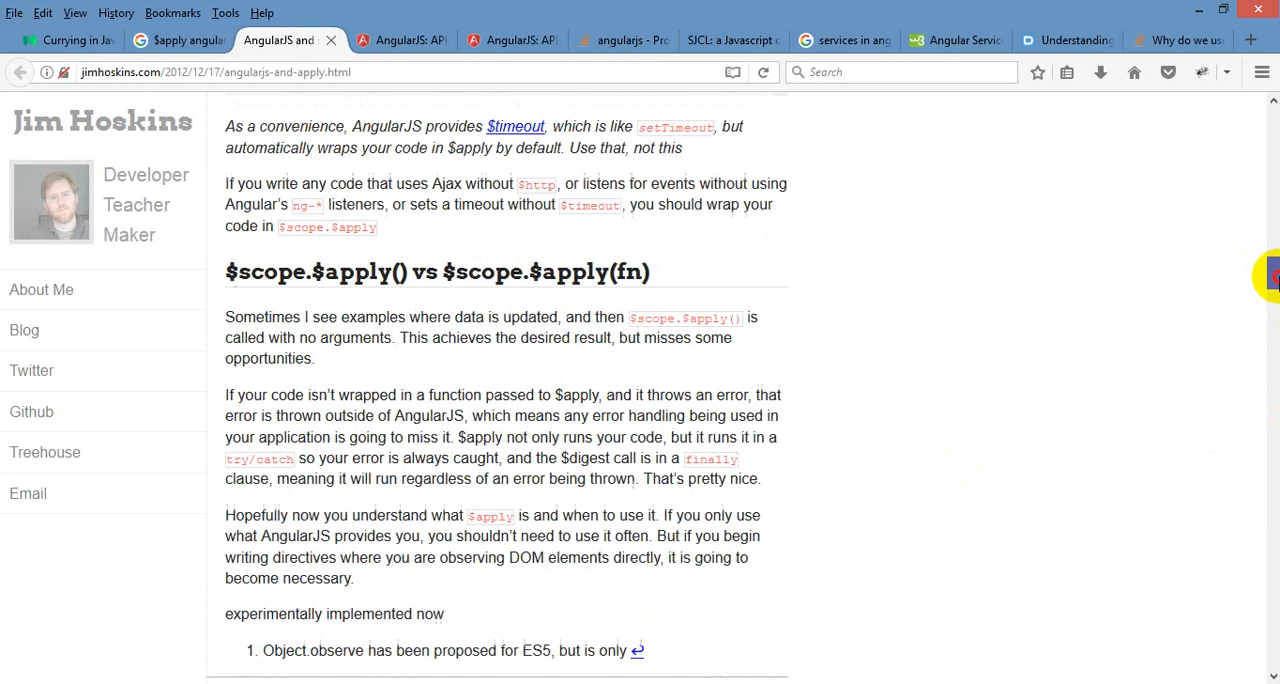 File Edit View History Bookmarks Tools Help
Currying in Jav
$apply angula
AngularJS and
AngularJS: API
AngularJS: API
angularjs - Pro
SJCL: a Javascript c
services in ang
Angular Servic
Understanding
Why do we us
jimhoskins.com/2012/12/17/angularjs-and-apply.html
Search
Jim Hoskins
Developer
Teacher
Maker
About Me
Blog
Twitter
Github
Treehouse
Email
As a convenience, AngularJS provides $timeout, which is like setTimeout, but
automatically wraps your code in $apply by default. Use that, not this
If you write any code that uses Ajax without $http, or listens for events without using
Angular’s ng-* listeners, or sets a timeout without $timeout, you should wrap your
code in $scope.$apply
$scope.$apply() vs $scope.$apply(fn)
Sometimes I see examples where data is updated, and then $scope.$apply() is
called with no arguments. This achieves the desired result, but misses some
opportunities.
If your code isn’t wrapped in a function passed to $apply, and it throws an error, that
error is thrown outside of AngularJS, which means any error handling being used in
your application is going to miss it. $apply not only runs your code, but it runs it in a
try/catch so your error is always caught, and the $digest call is in a finally
clause, meaning it will run regardless of an error being thrown. That’s pretty nice.
Hopefully now you understand what $apply is and when to use it. If you only use
what AngularJS provides you, you shouldn’t need to use it often. But if you begin
writing directives where you are observing DOM elements directly, it is going to
become necessary.
experimentally implemented now
1. Object.observe has been proposed for ES5, but is only ↩